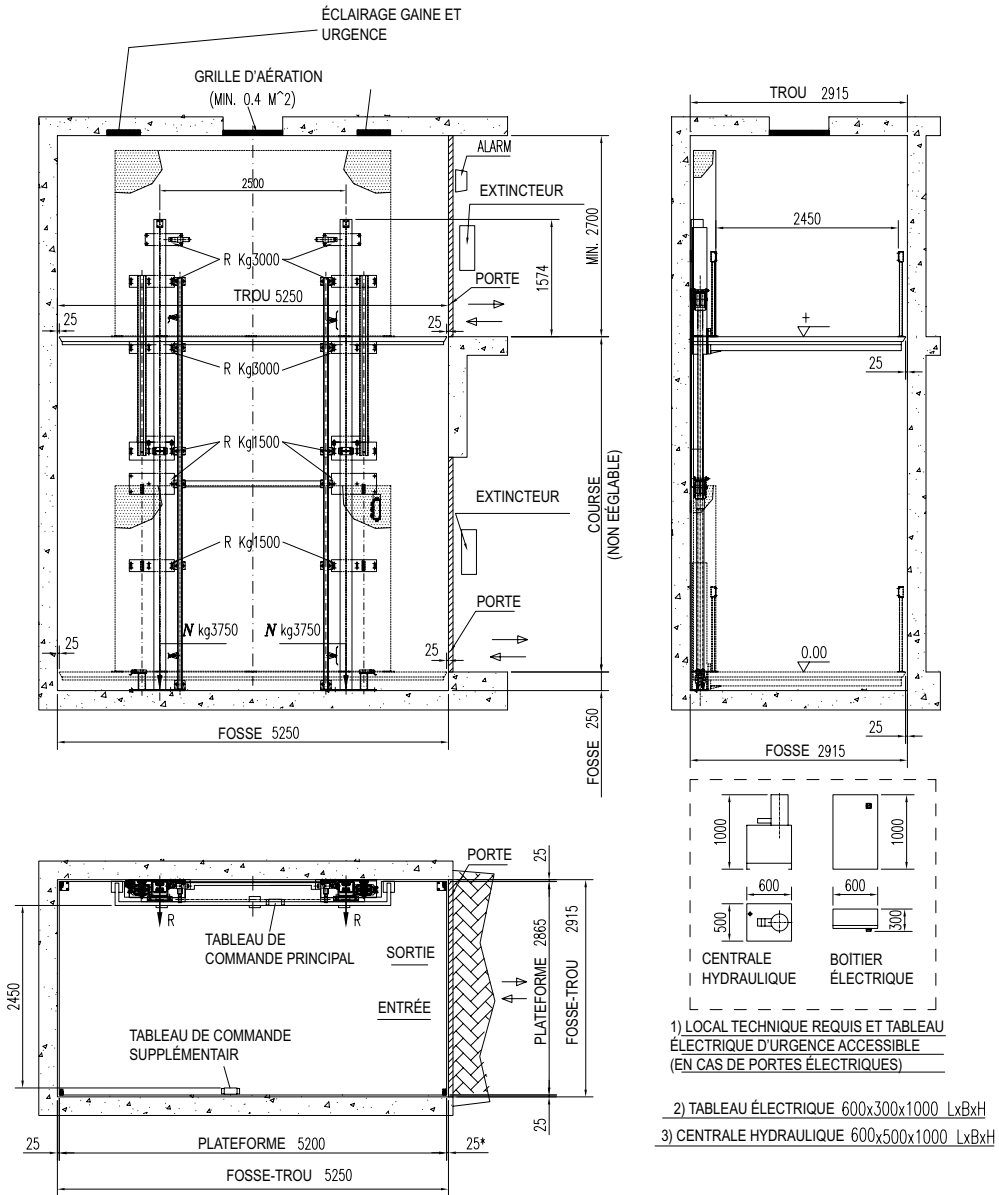 ÉCLAIRAGE GAINE ET
URGENCE
GRILLE D'AÉRATION
(MIN. 0.4 M^2)
ALARM
2500
EXTINCTEUR
MIN. 2700
R Kg3000
1574
PORTE
TROU 5250
25
25
R Kg3000
R Kg1500
EXTINCTEUR
COURSE
(NON EÉGLABLE)
R Kg1500
PORTE
N kg3750
N kg3750
25
25
FOSSE 5250
FOSSE 250
TROU 2915
2450
+
25
0.00
25
FOSSE 2915
1000
1000
600
600
500
300
CENTRALE
HYDRAULIQUE
BOÎTIER
ÉLECTRIQUE
1) LOCAL TECHNIQUE REQUIS ET TABLEAU
ÉLECTRIQUE D'URGENCE ACCESSIBLE
(EN CAS DE PORTES ÉLECTRIQUES)
2) TABLEAU ÉLECTRIQUE 600x300x1000 LxBxH
3) CENTRALE HYDRAULIQUE 600x500x1000 LxBxH
PORTE
25
R
R
TABLEAU DE
COMMANDE PRINCIPAL
SORTIE
ENTRÉE
2450
PLATEFORME 2865
FOSSE-TROU 2915
TABLEAU DE COMMANDE
SUPPLÉMENTAIR
25
25
PLATEFORME 5200
25*
FOSSE-TROU 5250